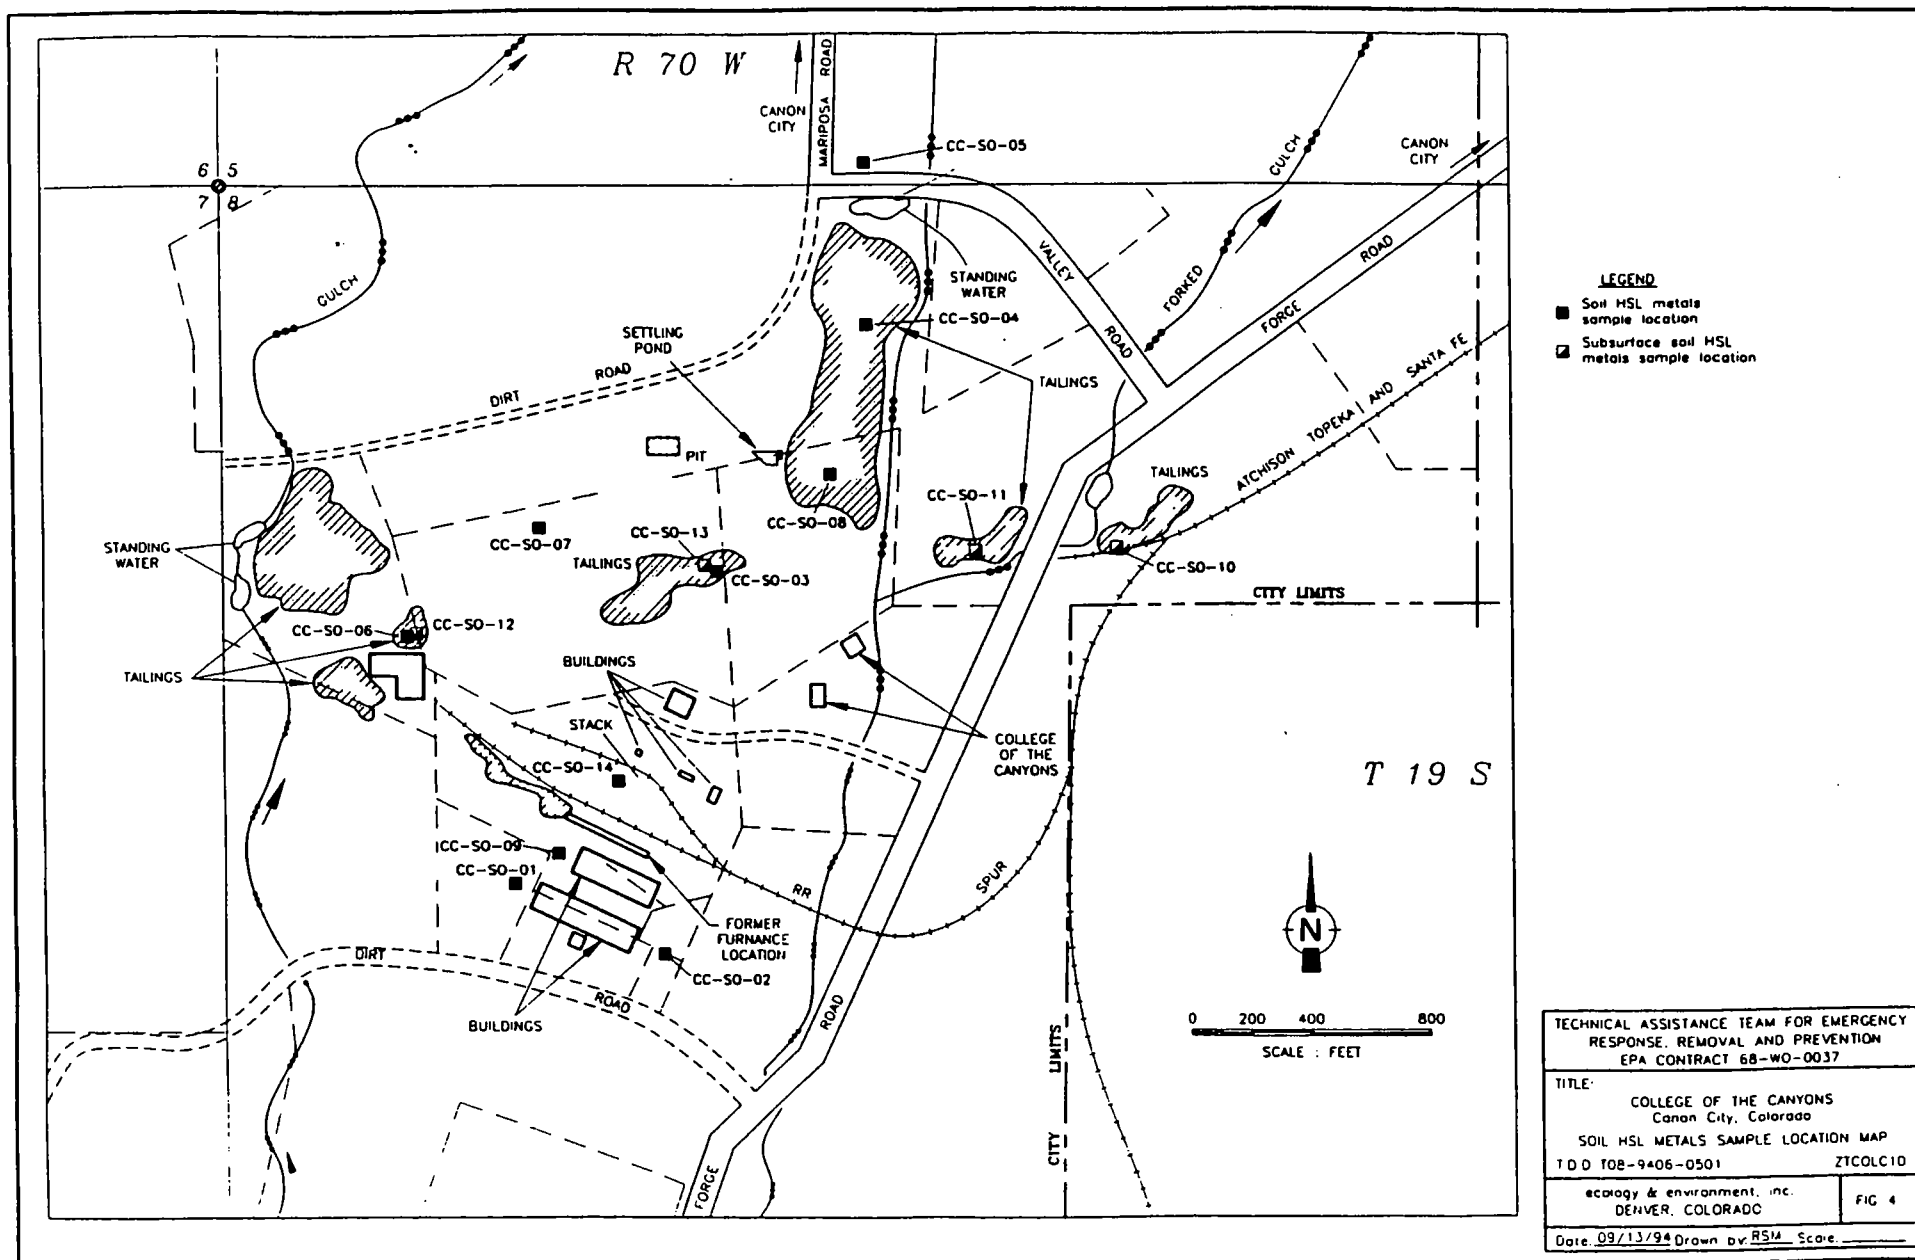 R 70 W
MARIPOSA ROAD
CANON
CITY
CC-SO-05
GULCH
CANON
CITY
6 5
7 8
GULCH
STANDING
WATER
VALLEY
ROAD
FORKED
FORGE
ROAD
LEGEND
Soil HSL metals
sample location
Subsurface soil HSL
metals sample location
SETTLING
POND
CC-SO-04
TAILINGS
DIRT
ROAD
ATCHISON TOPEKA AND SANTA FE
PIT
TAILINGS
CC-SO-11
CC-SO-08
CC-SO-07
CC-SO-13
STANDING
WATER
TAILINGS
CC-SO-03
CC-SO-10
CITY LIMITS
CC-SO-06
CC-SO-12
TAILINGS
BUILDINGS
STACK
COLLEGE
OF THE
CANYONS
CC-SO-14
T 19 S
CC-SO-09
CC-SO-01
RR
SPUR
FORMER
FURNANCE
LOCATION
N
DIRT
ROAD
CC-SO-02
BUILDINGS
ROAD
0 200 400 800
SCALE : FEET
CITY LIMITS
FORGE
TECHNICAL ASSISTANCE TEAM FOR EMERGENCY
RESPONSE, REMOVAL AND PREVENTION
EPA CONTRACT 68-WO-0037
TITLE:
COLLEGE OF THE CANYONS
Canon City, Colorado
SOIL HSL METALS SAMPLE LOCATION MAP
T D D T08-9406-0501 ZTCOLC1D
ecology & environment, inc.
DENVER, COLORADO
FIG 4
Date: 09/13/94 Drawn by: RSM Scale: